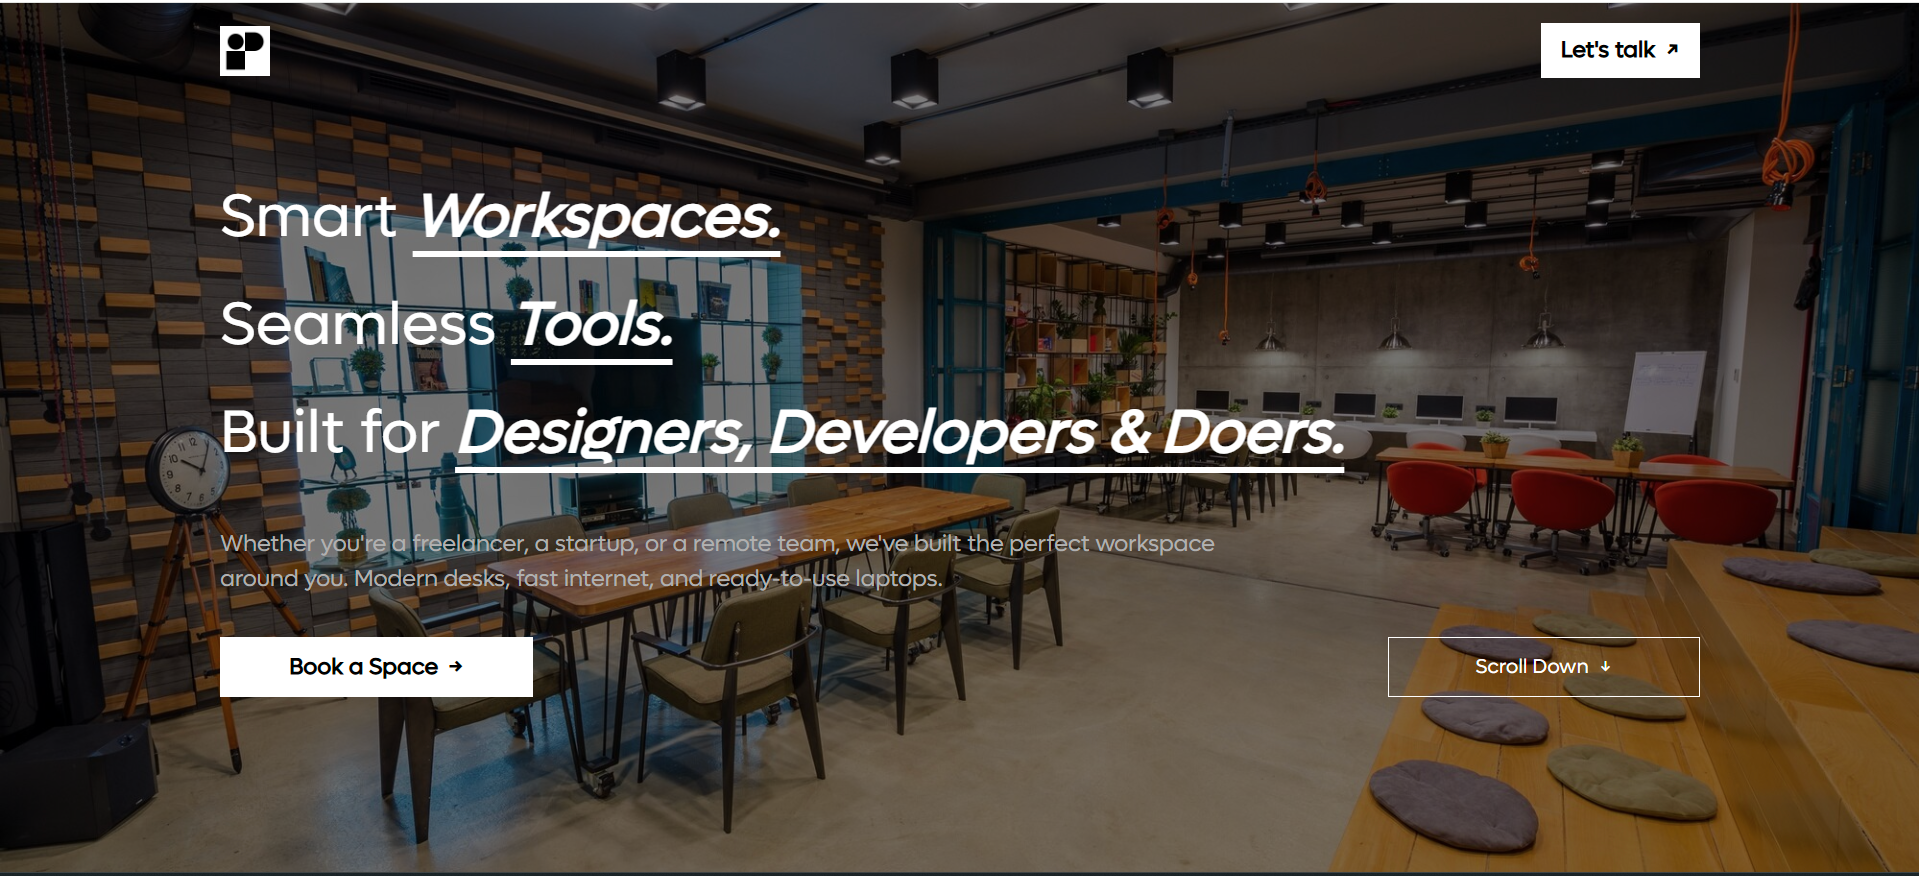 Let's talk ↗
Smart Workspaces.
Seamless Tools.
Built for Designers, Developers & Doers.
Whether you're a freelancer, a startup, or a remote team, we've built the perfect workspace
around you. Modern desks, fast internet, and ready-to-use laptops.
Book a Space →
Scroll Down ↓